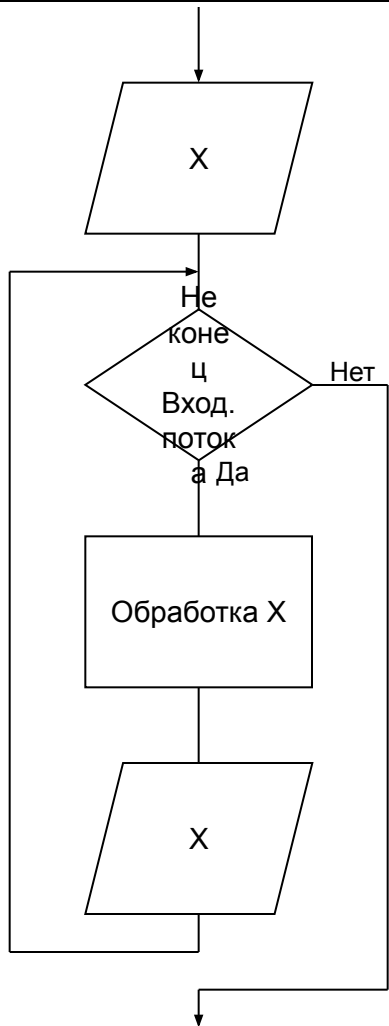 X
Не
коне
ц
Вход.
поток
а
Нет
Да
Обработка X
X